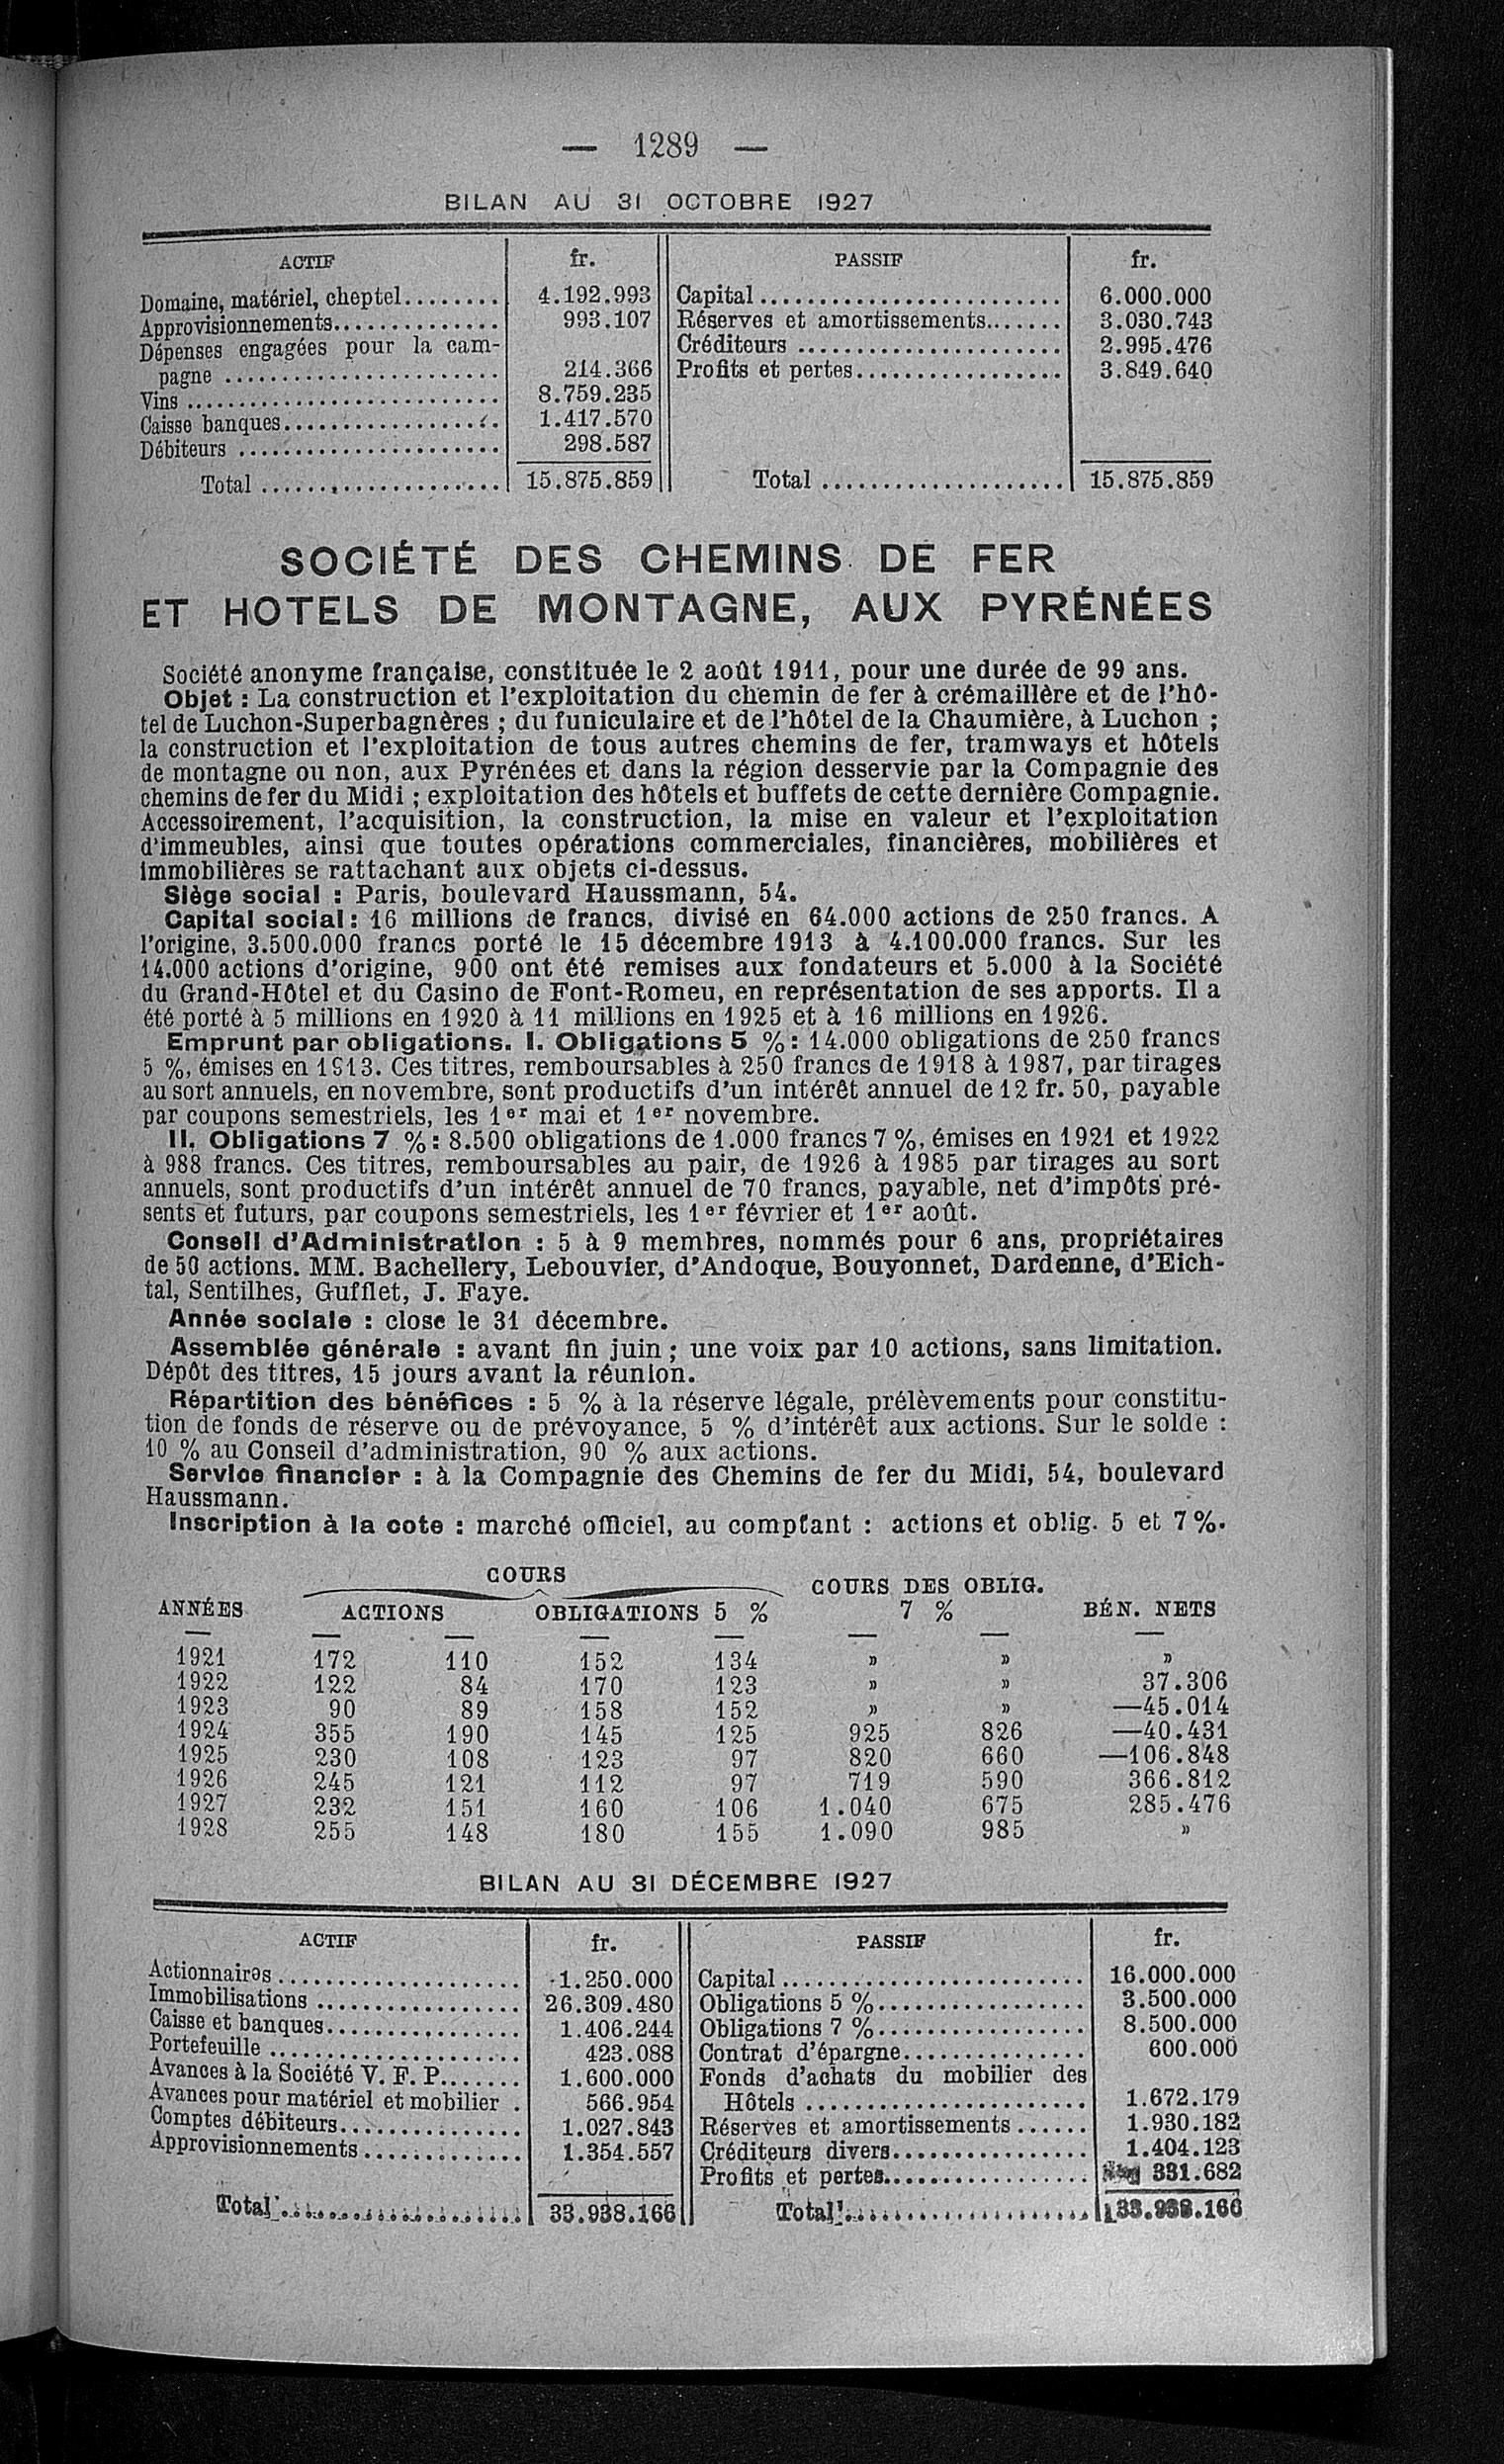 — 1289 —
BILAN AU 31 OCTOBRE 1927
ACTIF fr. PASSIF fr.
Domaine, matériel, cheptel........ 4.192.993 Capital.......................... 6.000.000
Approvisionnements.............. 993.107 Réserves et amortissements....... 3.030.743
Dépenses engagées pour la cam- Créditeurs ....................... 2.995.476
pagne ........................ 214.366 Profits et pertes.................. 3.849.640
Vins ........................... 8.759.235
Caisse banques................... 1.417.570
Débiteurs ....................... 298.587
Total ..................... 15.875.859 Total ..................... 15.875.859
SOCIÉTÉ DES CHEMINS DE FER
ET HOTELS DE MONTAGNE, AUX PYRÉNÉES
Société anonyme française, constituée le 2 août 1911, pour une durée de 99 ans.
Objet : La construction et l'exploitation du chemin de fer à crémaillère et de l'hô-
tel de Luchon-Superbagnères ; du funiculaire et de l'hôtel de la Chaumière, à Luchon ;
la construction et l'exploitation de tous autres chemins de fer, tramways et hôtels
de montagne ou non, aux Pyrénées et dans la région desservie par la Compagnie des
chemins de fer du Midi ; exploitation des hôtels et buffets de cette dernière Compagnie.
Accessoirement, l'acquisition, la construction, la mise en valeur et l'exploitation
d'immeubles, ainsi que toutes opérations commerciales, financières, mobilières et
immobilières se rattachant aux objets ci-dessus.
Siège social : Paris, boulevard Haussmann, 54.
Capital social : 16 millions de francs, divisé en 64.000 actions de 250 francs. A
l'origine, 3.500.000 francs porté le 15 décembre 1913 à 4.100.000 francs. Sur les
14.000 actions d'origine, 900 ont été remises aux fondateurs et 5.000 à la Société
du Grand-Hôtel et du Casino de Font-Romeu, en représentation de ses apports. Il a
été porté à 5 millions en 1920 à 11 millions en 1925 et à 16 millions en 1926.
Emprunt par obligations. I. Obligations 5 % : 14.000 obligations de 250 francs
5 %, émises en 1913. Ces titres, remboursables à 250 francs de 1918 à 1987, par tirages
au sort annuels, en novembre, sont productifs d'un intérêt annuel de 12 fr. 50, payable
par coupons semestriels, les 1er mai et 1er novembre.
II. Obligations 7 % : 8.500 obligations de 1.000 francs 7 %, émises en 1921 et 1922
à 988 francs. Ces titres, remboursables au pair, de 1926 à 1985 par tirages au sort
annuels, sont productifs d'un intérêt annuel de 70 francs, payable, net d'impôts pré-
sents et futurs, par coupons semestriels, les 1er février et 1er août.
Conseil d'Administration : 5 à 9 membres, nommés pour 6 ans, propriétaires
de 50 actions. MM. Bachellery, Lebouvier, d'Andoque, Bouyonnet, Dardenne, d'Eich-
tal, Sentilhes, Gufflet, J. Faye.
Année sociale : close le 31 décembre.
Assemblée générale : avant fin juin ; une voix par 10 actions, sans limitation.
Dépôt des titres, 15 jours avant la réunion.
Répartition des bénéfices : 5 % à la réserve légale, prélèvements pour constitu-
tion de fonds de réserve ou de prévoyance, 5 % d'intérêt aux actions. Sur le solde :
10 % au Conseil d'administration, 90 % aux actions.
Service financier : à la Compagnie des Chemins de fer du Midi, 54, boulevard
Haussmann.
Inscription à la cote : marché officiel, au comptant : actions et oblig. 5 et 7 %.
COURS
COURS DES OBLIG.
ANNÉES ACTIONS OBLIGATIONS 5 % 7 % BÉN. NETS
1921 172 110 152 134 » » »
1922 122 84 170 123 » » 37.306
1923 90 89 158 152 » » —45.014
1924 355 190 145 125 925 826 —40.431
1925 230 108 123 97 820 660 —106.848
1926 245 121 112 97 719 590 366.812
1927 232 151 160 106 1.040 675 285.476
1928 255 148 180 155 1.090 985 »
BILAN AU 31 DÉCEMBRE 1927
ACTIF fr. PASSIF fr.
Actionnaires ..................... 1.250.000 Capital .......................... 16.000.000
Immobilisations .................. 26.309.480 Obligations 5 %.................. 3.500.000
Caisse et banques................. 1.406.244 Obligations 7 %.................. 8.500.000
Portefeuille ...................... 423.088 Contrat d'épargne................ 600.000
Avances à la Société V. F. P....... 1.600.000 Fonds d'achats du mobilier des
Avances pour matériel et mobilier . 566.954 Hôtels ........................ 1.672.179
Comptes débiteurs................ 1.027.843 Réserves et amortissements ...... 1.930.182
Approvisionnements.............. 1.354.557 Créditeurs divers................. 1.404.123
Profits et pertes.................. 331.682
Total ..................... 33.938.166 Total ..................... 33.938.166